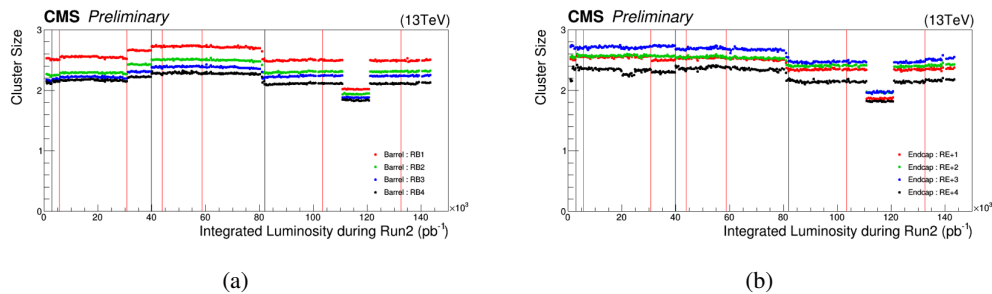 CMS Preliminary (13TeV)
Cluster Size
3
2
1
0
Barrel : RB1
Barrel : RB2
Barrel : RB3
Barrel : RB4
0 20 40 60 80 100 120 140
×10³
Integrated Luminosity during Run2 (pb⁻¹)
(a)
CMS Preliminary (13TeV)
Cluster Size
3
2
1
0
Endcap : RE+1
Endcap : RE+2
Endcap : RE+3
Endcap : RE+4
0 20 40 60 80 100 120 140
×10³
Integrated Luminosity during Run2 (pb⁻¹)
(b)